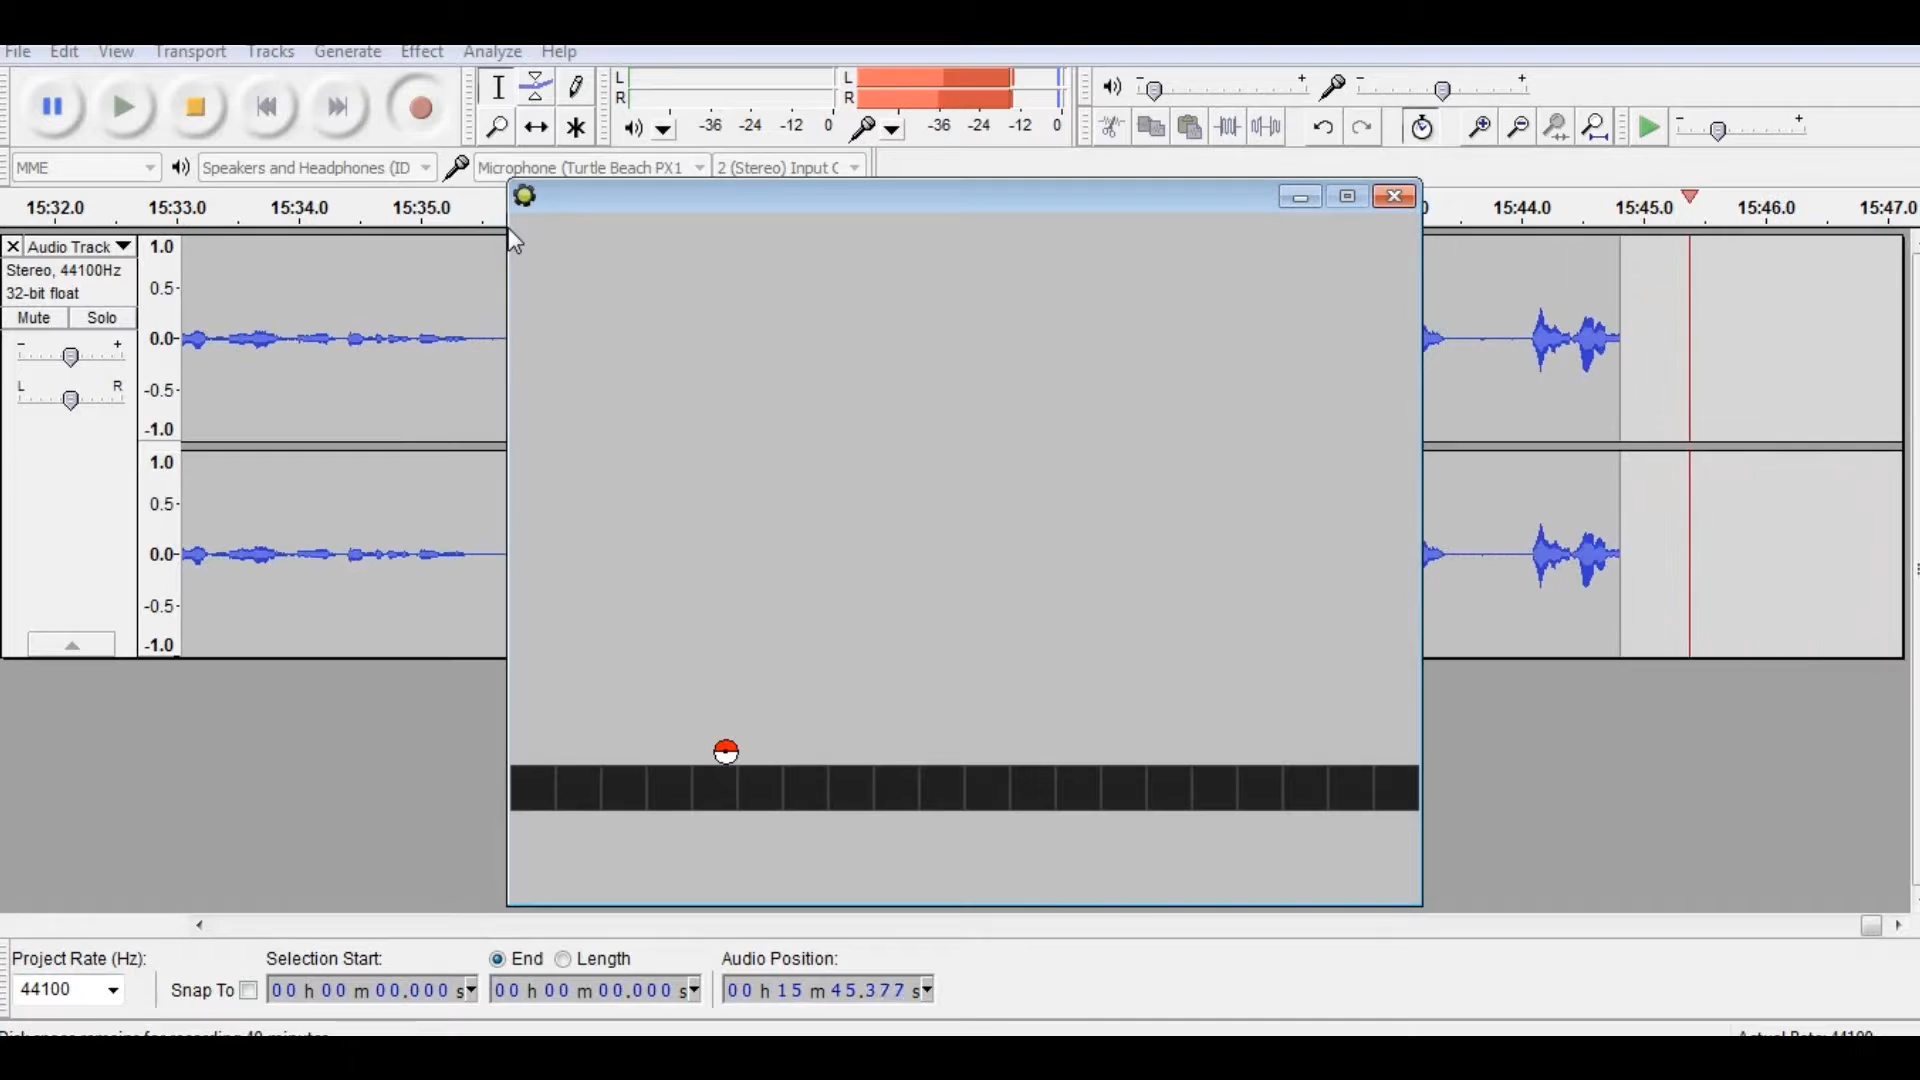 File Edit View Transport Tracks Generate Effect Analyze Help
L R -36 -24 -12 0
L R -36 -24 -12 0
MME Speakers and Headphones (ID Microphone (Turtle Beach PX1 2 (Stereo) Input C
15:32.0 15:33.0 15:34.0 15:35.0 0 15:44.0 15:45.0 15:46.0 15:47.0
Audio Track
Stereo, 44100Hz
32-bit float
Mute Solo
- +
L R
1.0
0.5
0.0
-0.5
-1.0
1.0
0.5
0.0
-0.5
-1.0
Project Rate (Hz): Selection Start: End Length Audio Position:
44100 Snap To 00 h 00 m 00.000 s 00 h 00 m 00.000 s 00 h 15 m 45.377 s